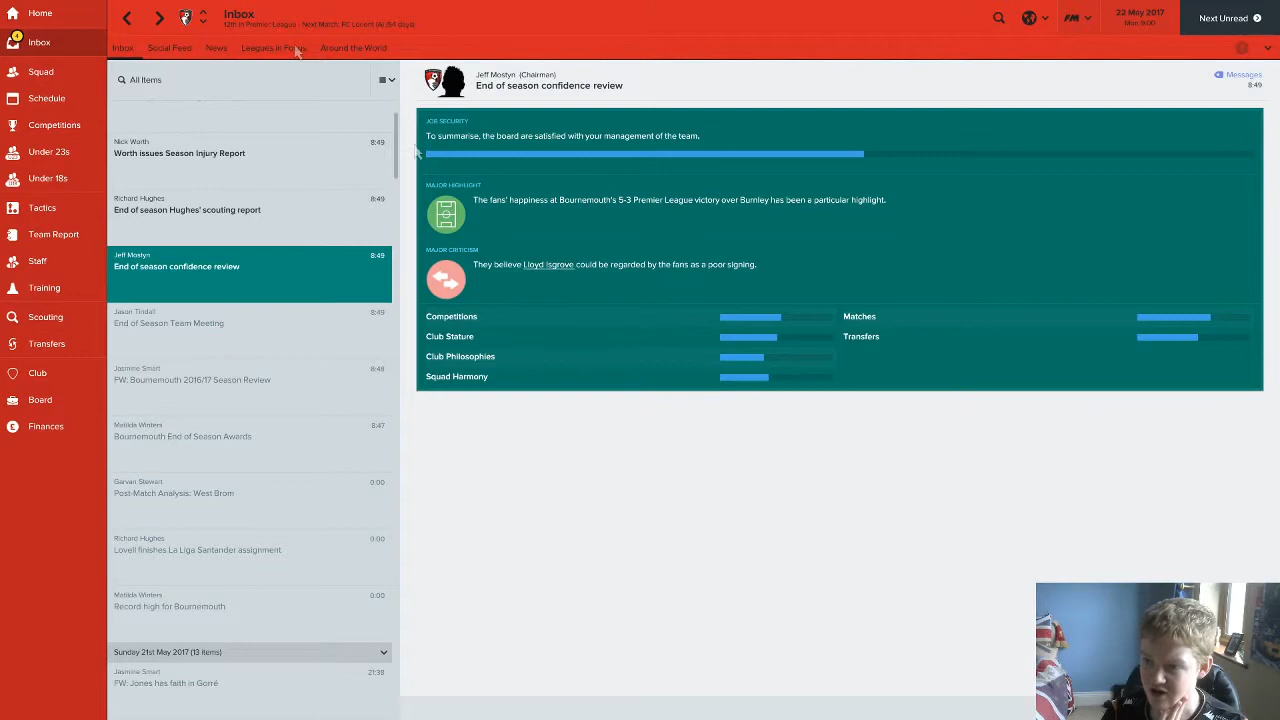 Home
4
Inbox
Squad
Schedule
Competitions
Under 23s
Under 18s
Tactics
Team Report
Staff
Training
Scouting
Transfers
Club
Board
Finances
Inbox
12th in Premier League - Next Match: FC Lorient (A) (54 days)
FM
22 May 2017
Mon 9:00
Next Unread
Inbox
Social Feed
News
Leagues in Focus
Around the World
All Items
Nick Worth
8:49
Worth issues Season Injury Report
Richard Hughes
8:49
End of season Hughes' scouting report
Jeff Mostyn
8:49
End of season confidence review
Jason Tindall
8:49
End of Season Team Meeting
Jasmine Smart
8:48
FW: Bournemouth 2016/17 Season Review
Matilda Winters
8:47
Bournemouth End of Season Awards
Garvan Stewart
0:00
Post-Match Analysis: West Brom
Richard Hughes
0:00
Lovell finishes La Liga Santander assignment
Matilda Winters
0:00
Record high for Bournemouth
Sunday 21st May 2017 (13 items)
Jasmine Smart
21:38
FW: Jones has faith in Gorré
Jeff Mostyn (Chairman)
End of season confidence review
Messages
8:49
JOB SECURITY
To summarise, the board are satisfied with your management of the team.
MAJOR HIGHLIGHT
The fans' happiness at Bournemouth's 5-3 Premier League victory over Burnley has been a particular highlight.
MAJOR CRITICISM
They believe Lloyd Isgrove could be regarded by the fans as a poor signing.
Competitions
Matches
Club Stature
Transfers
Club Philosophies
Squad Harmony